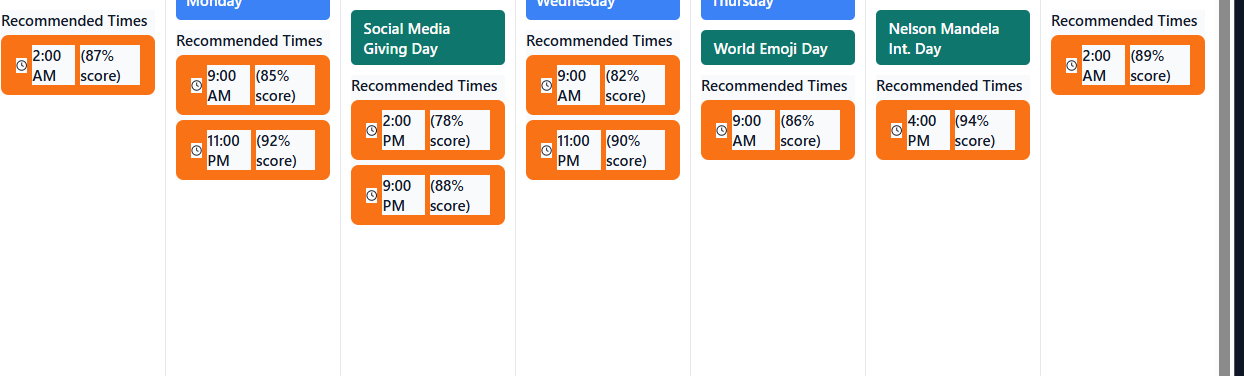 Recommended Times
2:00
AM
(87%
score)
Monday
Recommended Times
9:00
AM
(85%
score)
11:00
PM
(92%
score)
Social Media
Giving Day
Recommended Times
2:00
PM
(78%
score)
9:00
PM
(88%
score)
Wednesday
Recommended Times
9:00
AM
(82%
score)
11:00
PM
(90%
score)
Thursday
World Emoji Day
Recommended Times
9:00
AM
(86%
score)
Nelson Mandela
Int. Day
Recommended Times
4:00
PM
(94%
score)
Recommended Times
2:00
AM
(89%
score)